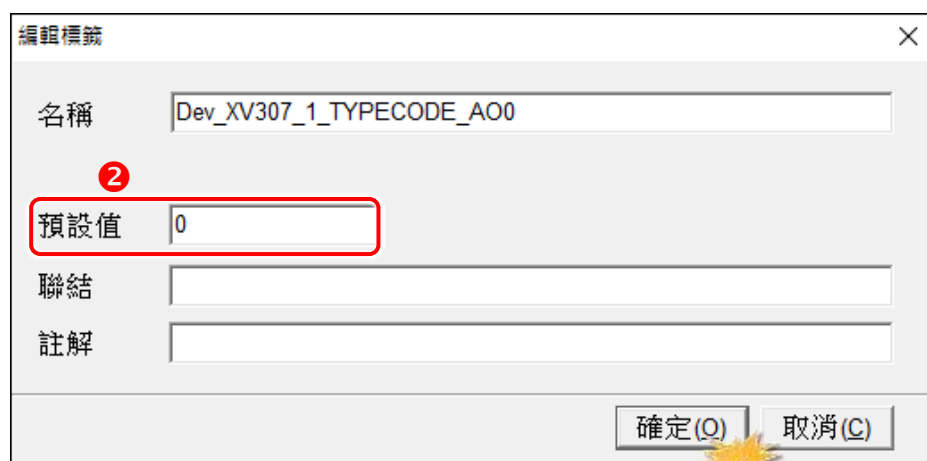 編輯標籤
名稱 Dev_XV307_1_TYPECODE_AO0
❷
預設值 0
聯結
註解
確定(O) 取消(C)